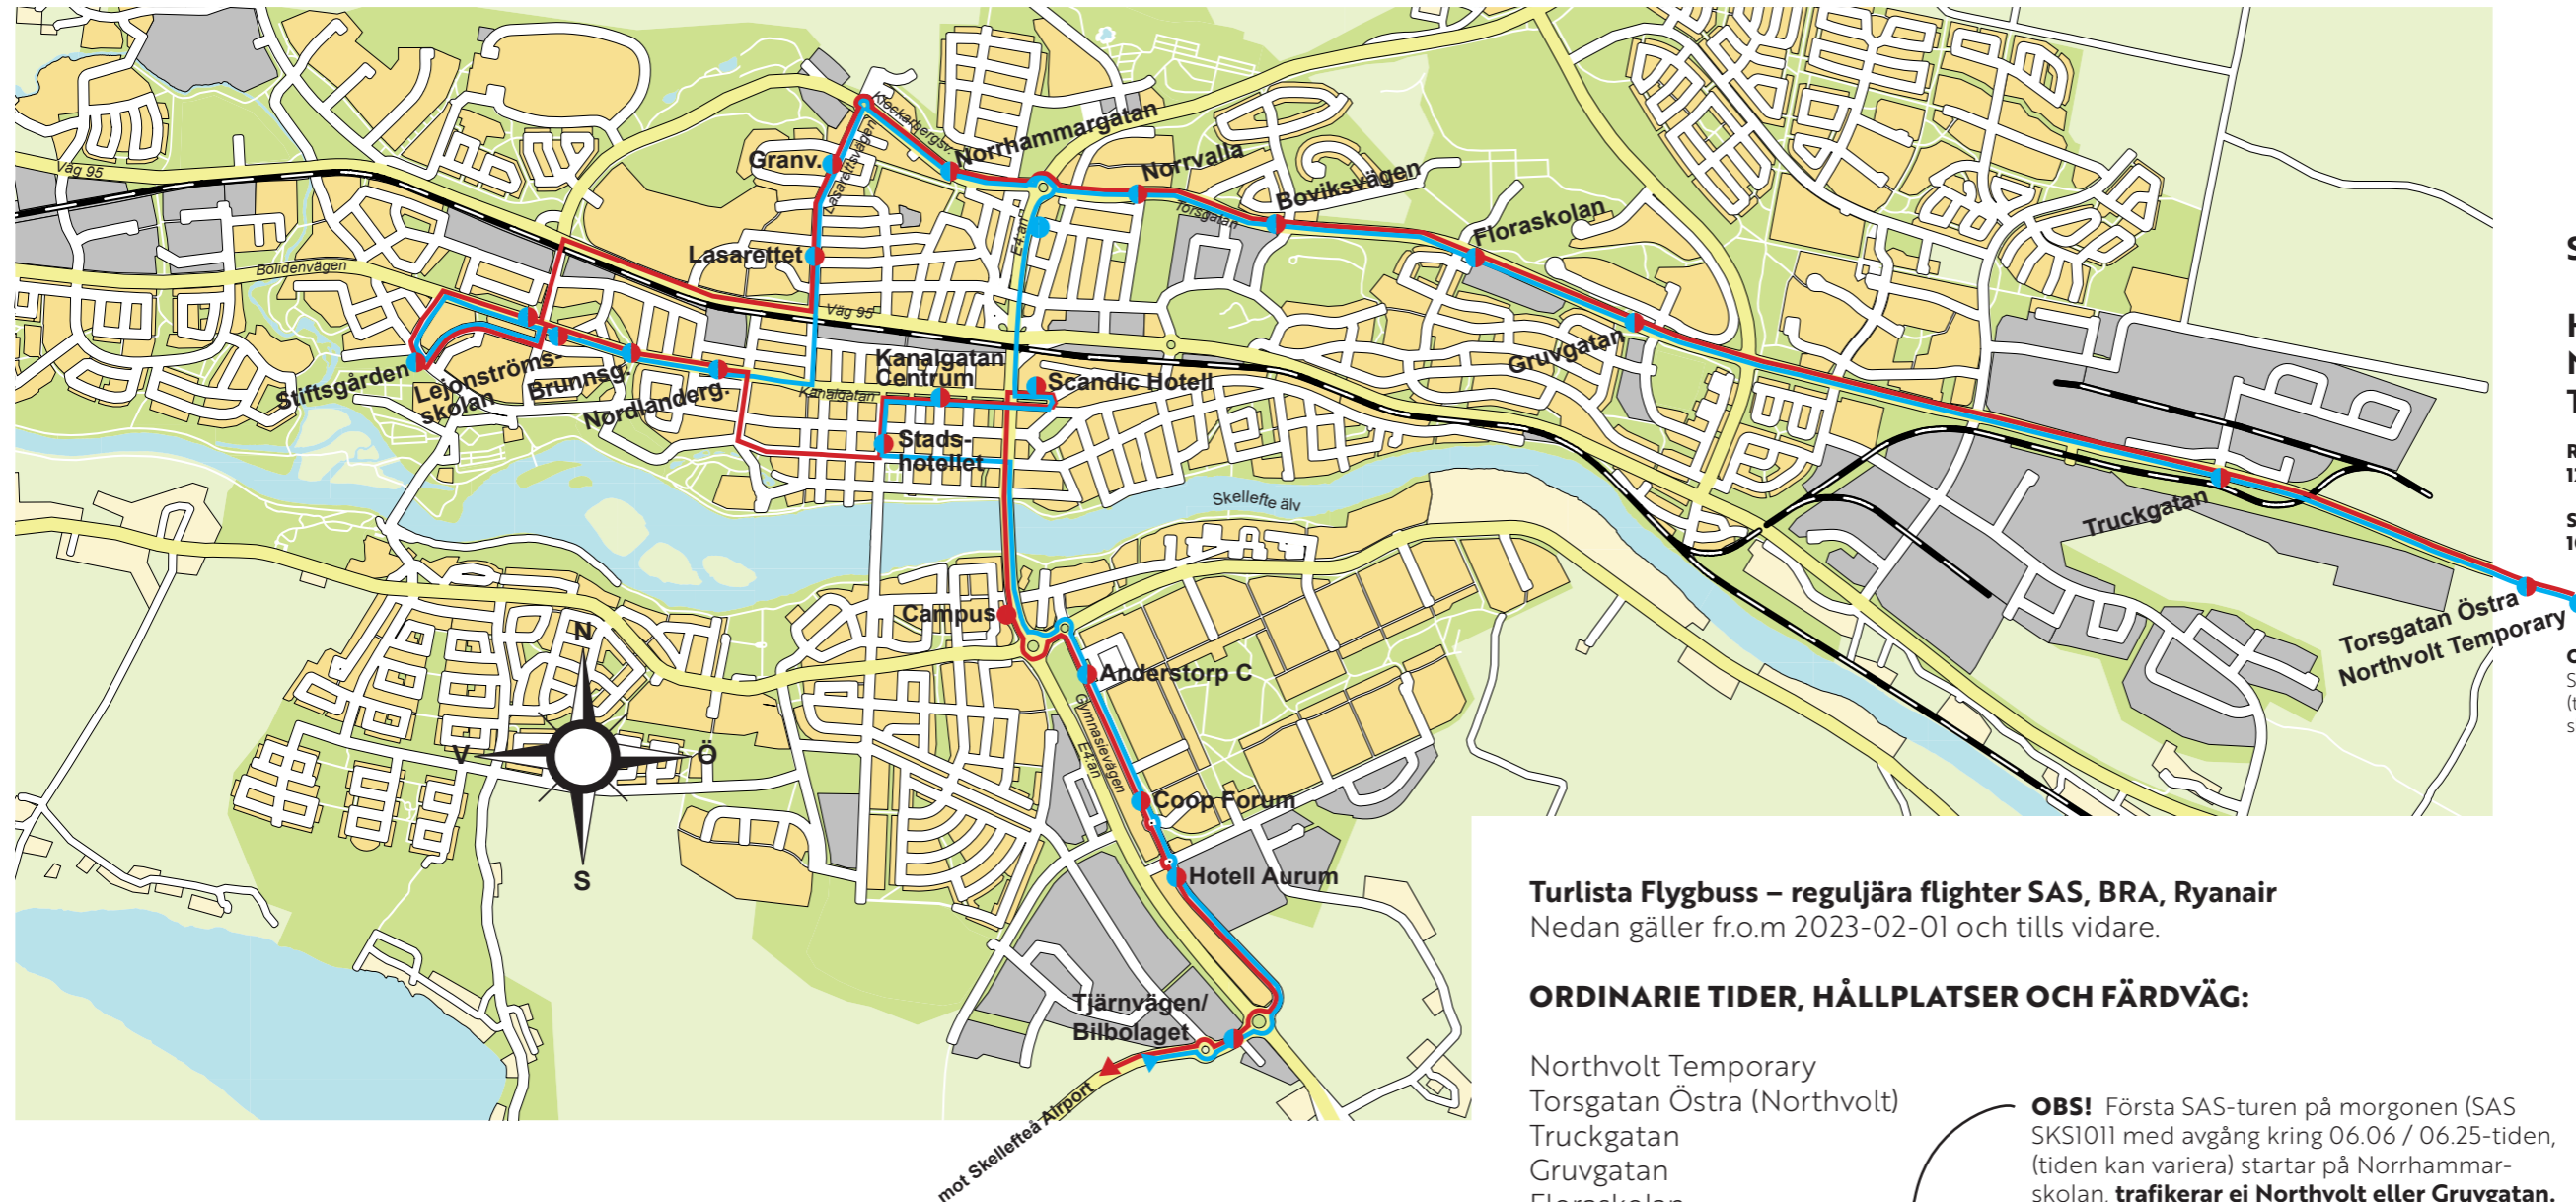 Väg 95
Bolidenvägen
Granv.
Klockarbergsv.
Lasarettsvägen
Norrhammargatan
Norrvalla
Torsgatan
Boviksvägen
Floraskolan
E4:an
Lasarettet
Väg 95
Kanalgatan
Centrum
Scandic Hotell
Gruvgatan
Stiftsgården
Lejonströms-
skolan
Brunnsg.
Nordlanderg.
Kanalgatan
Stads-
hotellet
Skellefte älv
Truckgatan
Torsgatan Östra
Northvolt Temporary
Campus
Anderstorp C
Gymnasievägen
E4:an
Coop Forum
Hotell Aurum
N
V
Ö
S
Tjärnvägen/
Bilbolaget
mot Skellefteå Airport
Turlista Flygbuss – reguljära flighter SAS, BRA, Ryanair
Nedan gäller fr.o.m 2023-02-01 och tills vidare.
ORDINARIE TIDER, HÅLLPLATSER OCH FÄRDVÄG:
Northvolt Temporary
Torsgatan Östra (Northvolt)
Truckgatan
Gruvgatan
Floraskolan
OBS! Första SAS-turen på morgonen (SAS
SKS1011 med avgång kring 06.06 / 06.25-tiden,
(tiden kan variera) startar på Norrhammar-
skolan, trafikerar ej Northvolt eller Gruvgatan.